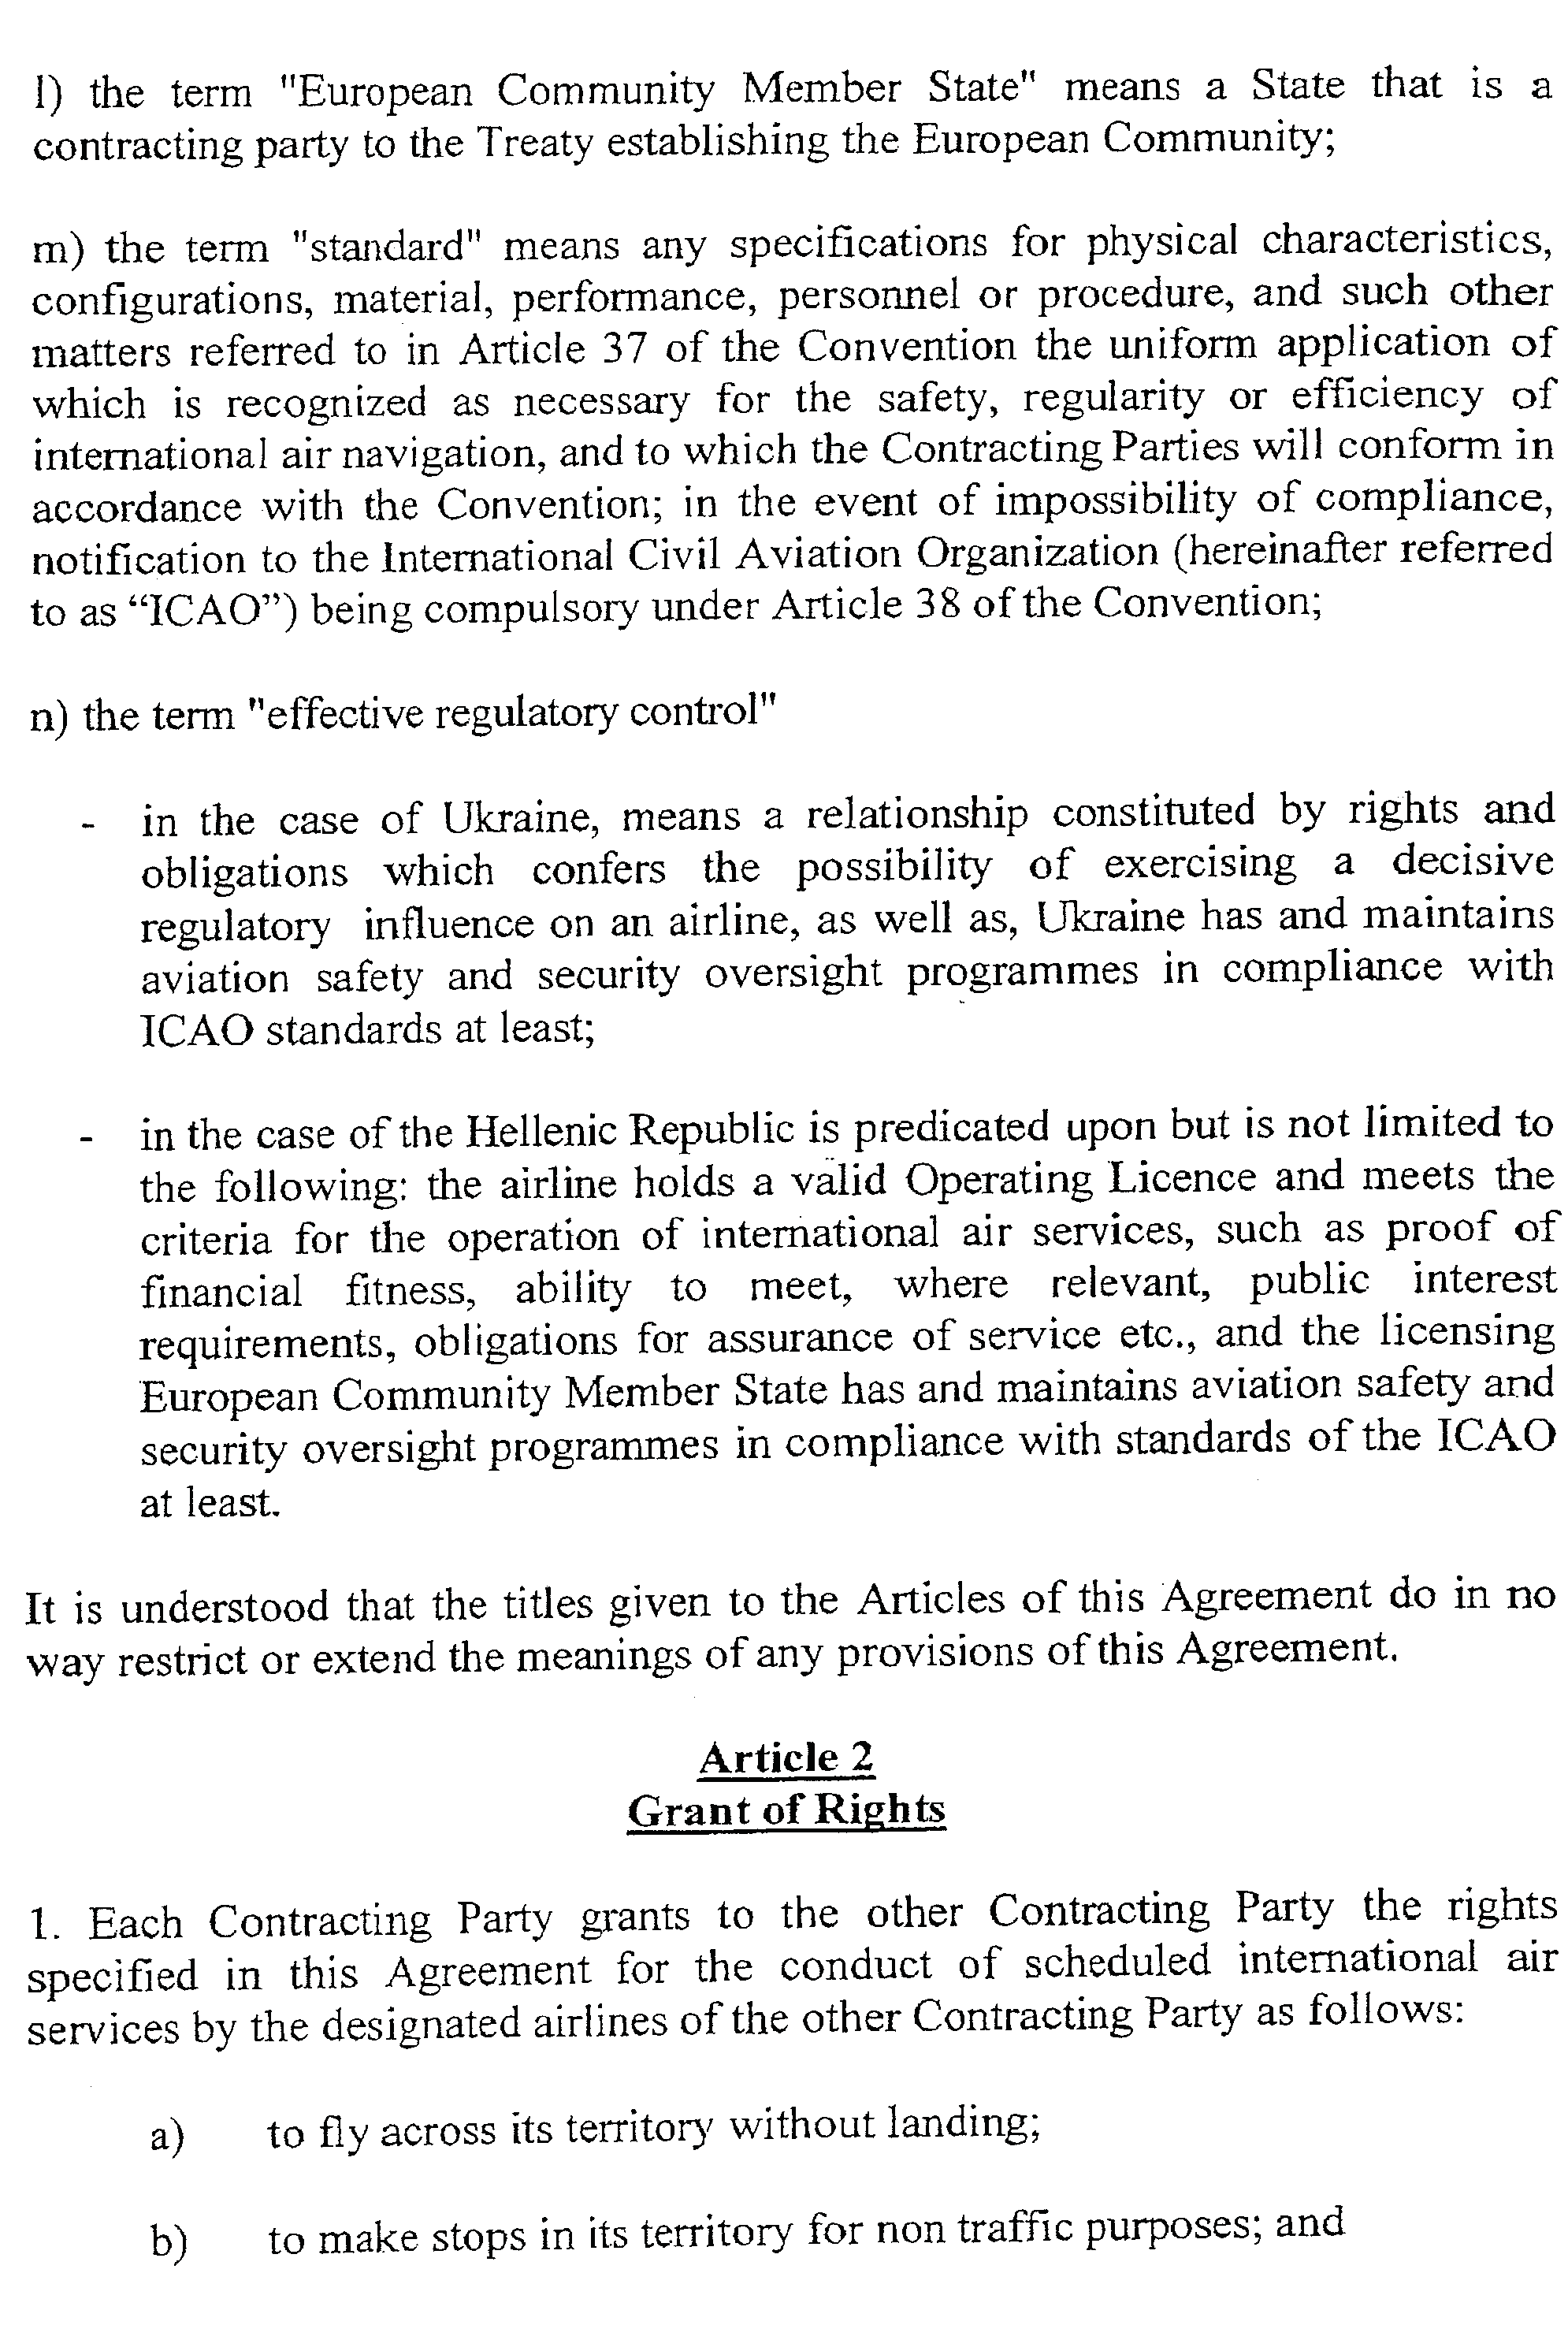 l) the term "European Community Member State" means a State that is a
contracting party to the Treaty establishing the European Community;
m) the term "standard" means any specifications for physical characteristics,
configurations, material, performance, personnel or procedure, and such other
matters referred to in Article 37 of the Convention the uniform application of
which is recognized as necessary for the safety, regularity or efficiency of
international air navigation, and to which the Contracting Parties will conform in
accordance with the Convention; in the event of impossibility of compliance,
notification to the International Civil Aviation Organization (hereinafter referred
to as “ICAO”) being compulsory under Article 38 of the Convention;
n) the term "effective regulatory control"
- in the case of Ukraine, means a relationship constituted by rights and
obligations which confers the possibility of exercising a decisive
regulatory influence on an airline, as well as, Ukraine has and maintains
aviation safety and security oversight programmes in compliance with
ICAO standards at least;
- in the case of the Hellenic Republic is predicated upon but is not limited to
the following: the airline holds a valid Operating Licence and meets the
criteria for the operation of international air services, such as proof of
financial fitness, ability to meet, where relevant, public interest
requirements, obligations for assurance of service etc., and the licensing
European Community Member State has and maintains aviation safety and
security oversight programmes in compliance with standards of the ICAO
at least.
It is understood that the titles given to the Articles of this Agreement do in no
way restrict or extend the meanings of any provisions of this Agreement.
Article 2
Grant of Rights
1. Each Contracting Party grants to the other Contracting Party the rights
specified in this Agreement for the conduct of scheduled international air
services by the designated airlines of the other Contracting Party as follows:
a) to fly across its territory without landing;
b) to make stops in its territory for non traffic purposes; and